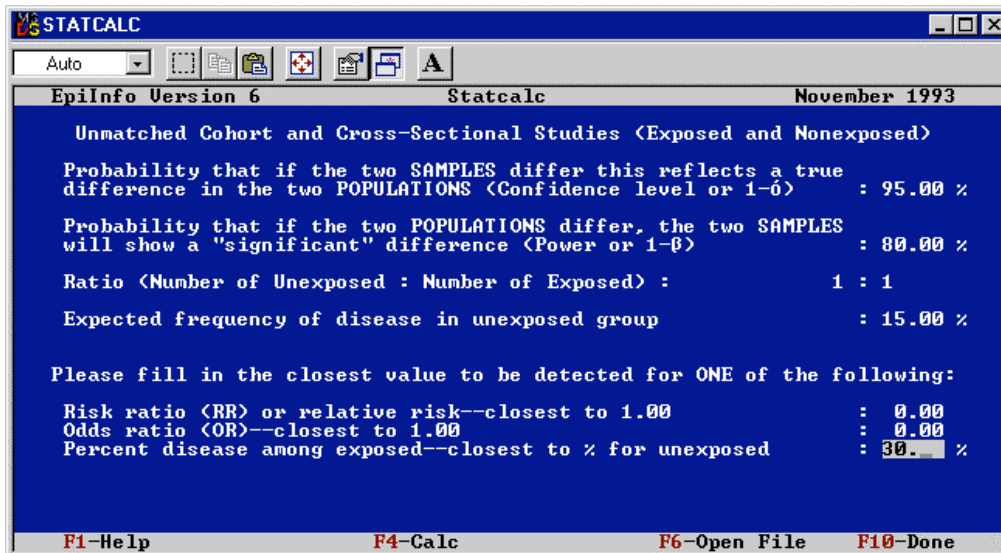 STATCALC
Auto
A
EpiInfo Version 6 Statcalc November 1993
Unmatched Cohort and Cross-Sectional Studies (Exposed and Nonexposed)
Probability that if the two SAMPLES differ this reflects a true
difference in the two POPULATIONS (Confidence level or 1-ó) : 95.00 %
Probability that if the two POPULATIONS differ, the two SAMPLES
will show a "significant" difference (Power or 1-β) : 80.00 %
Ratio (Number of Unexposed : Number of Exposed) : 1 : 1
Expected frequency of disease in unexposed group : 15.00 %
Please fill in the closest value to be detected for ONE of the following:
Risk ratio (RR) or relative risk--closest to 1.00 : 0.00
Odds ratio (OR)--closest to 1.00 : 0.00
Percent disease among exposed--closest to % for unexposed : 30._ %
F1-Help F4-Calc F6-Open File F10-Done